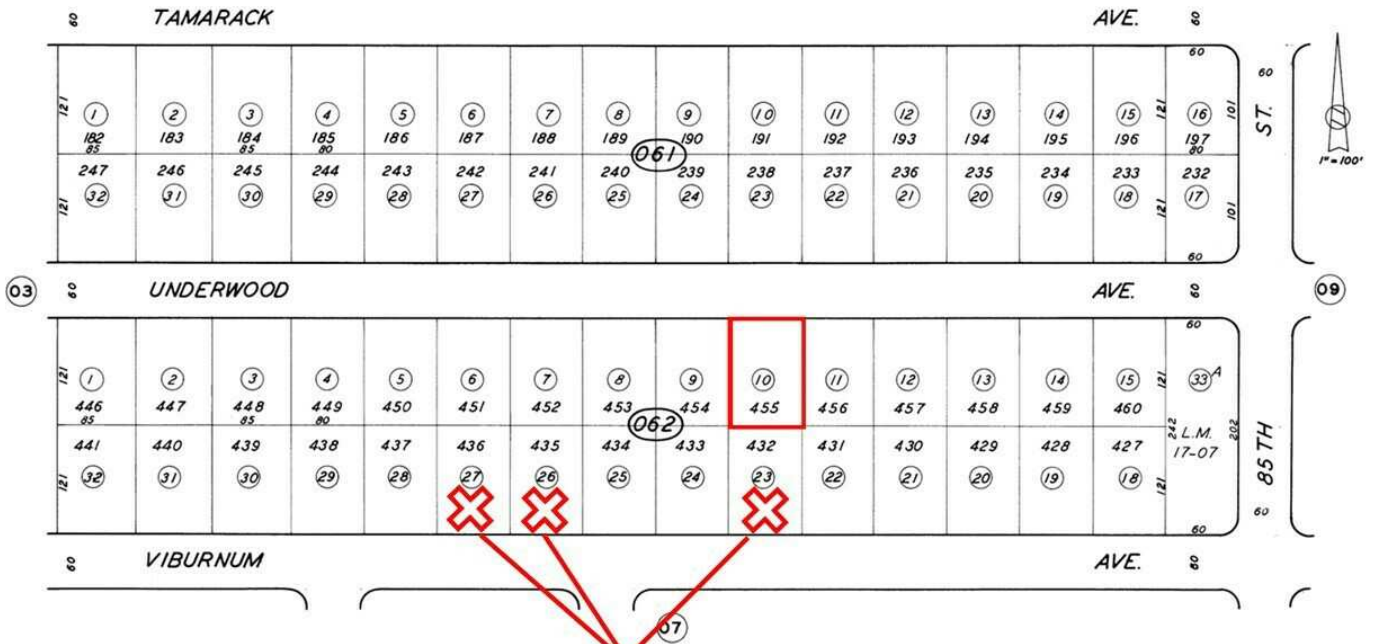 60 TAMARACK AVE. 60
60
60
121 121 101
1 2 3 4 5 6 7 8 9 10 11 12 13 14 15 16
182 183 184 185 186 187 188 189 190 191 192 193 194 195 196 197
85 85 80 80
061
ST.
1"=100'
247 246 245 244 243 242 241 240 239 238 237 236 235 234 233 232
32 31 30 29 28 27 26 25 24 23 22 21 20 19 18 17
121 121 101
60
03 60 UNDERWOOD AVE. 60 09
60
121 121
1 2 3 4 5 6 7 8 9 10 11 12 13 14 15 33 A
446 447 448 449 450 451 452 453 454 455 456 457 458 459 460
85 85 80
062
242 L.M. 202
17-07
441 440 439 438 437 436 435 434 433 432 431 430 429 428 427
32 31 30 29 28 27 26 25 24 23 22 21 20 19 18
121 121
85TH
60
60
60 VIBURNUM AVE. 60
07